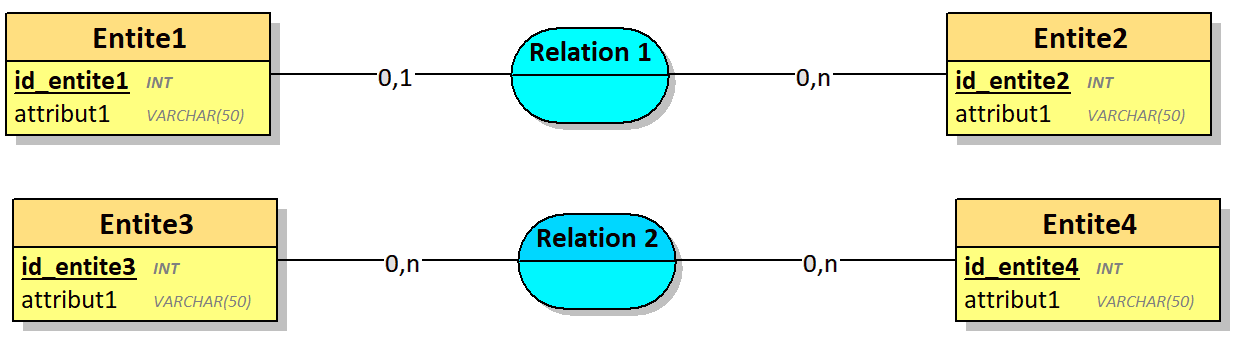 Entite1
id_entite1 INT
attribut1 VARCHAR(50)
0,1
Relation 1
0,n
Entite2
id_entite2 INT
attribut1 VARCHAR(50)
Entite3
id_entite3 INT
attribut1 VARCHAR(50)
0,n
Relation 2
0,n
Entite4
id_entite4 INT
attribut1 VARCHAR(50)